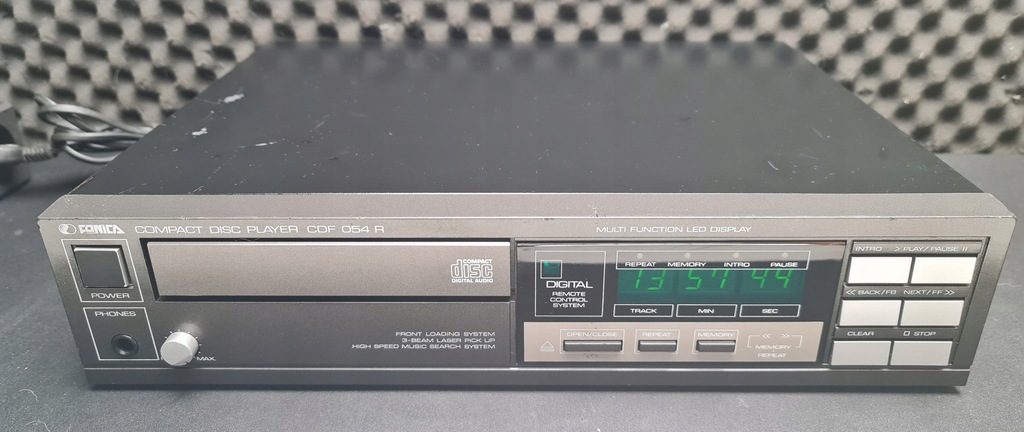 FONICA COMPACT DISC PLAYER CDF 054 R
MULTI FUNCTION LED DISPLAY
POWER
PHONES
MAX.
COMPACT
disc
DIGITAL AUDIO
FRONT LOADING SYSTEM
3-BEAM LASER PICK UP
HIGH SPEED MUSIC SEARCH SYSTEM
DIGITAL
REMOTE
CONTROL
SYSTEM
REPEAT MEMORY INTRO PAUSE
13 57 44
TRACK MIN SEC
OPEN/CLOSE REPEAT MEMORY
<< >>
MEMORY
REPEAT
INTRO > PLAY/PAUSE II
<< BACK/FB NEXT/FF >>
CLEAR □ STOP